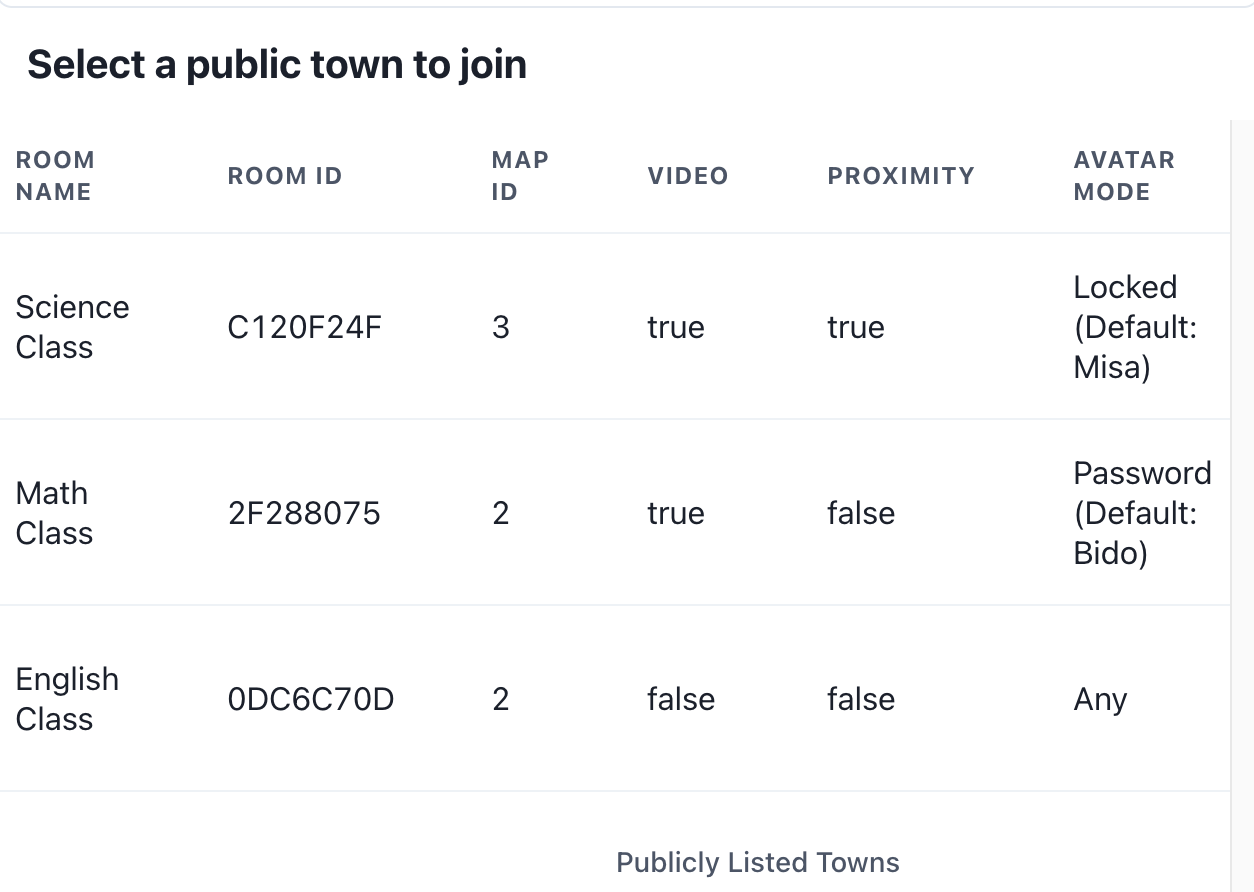 Select a public town to join
ROOM NAME ROOM ID MAP ID VIDEO PROXIMITY AVATAR MODE
Science Class C120F24F 3 true true Locked (Default: Misa)
Math Class 2F288075 2 true false Password (Default: Bido)
English Class 0DC6C70D 2 false false Any
Publicly Listed Towns